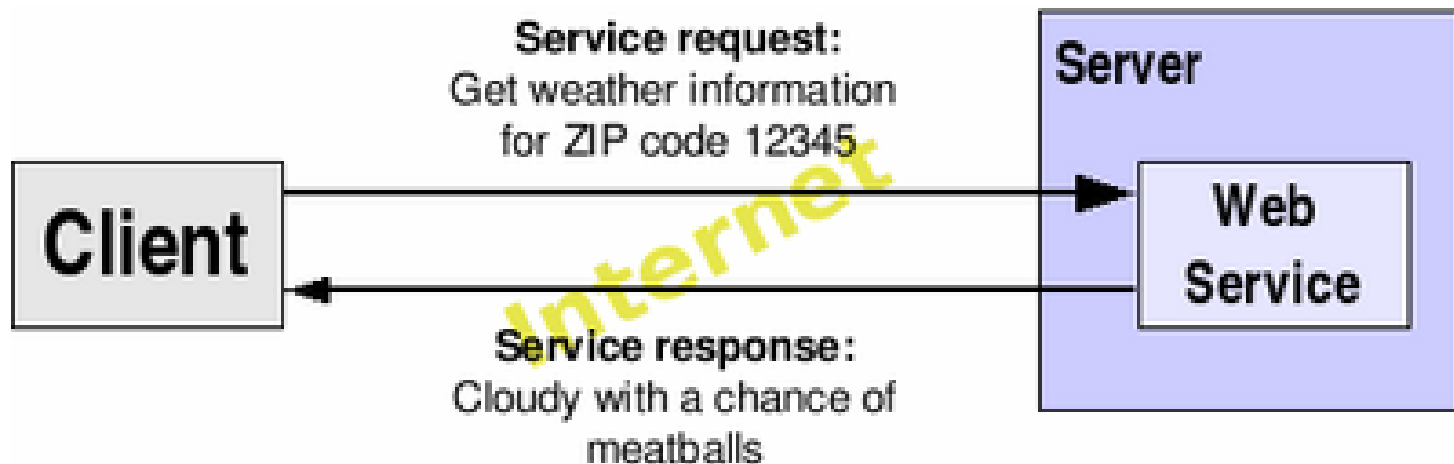 Service request:
Get weather information
for ZIP code 12345
Server
Client
Internet
Web
Service
Service response:
Cloudy with a chance of
meatballs